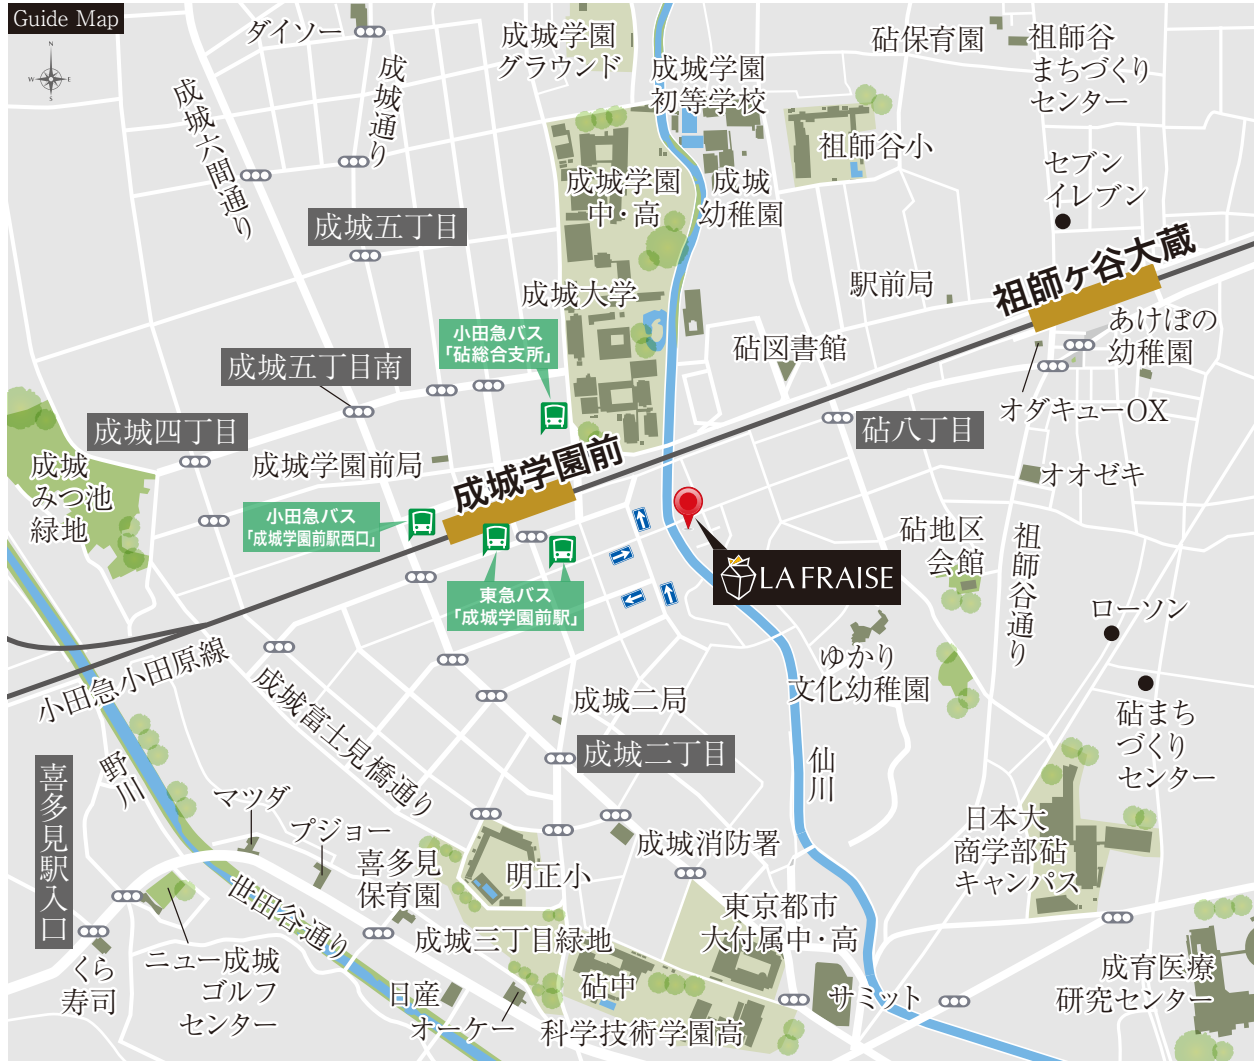 Guide Map
N
W
E
S
ダイソー
成城学園
グラウンド
成城学園
初等学校
砧保育園
祖師谷
まちづくり
センター
成城六間通り
成城通り
祖師谷小
セブン
イレブン
成城学園
中・高
成城
幼稚園
成城五丁目
成城大学
駅前局
祖師ヶ谷大蔵
あけぼの
幼稚園
小田急バス
「砧総合支所」
砧図書館
成城五丁目南
オダキューOX
成城四丁目
砧八丁目
成城学園前局
成城学園前
成城
みつ池
緑地
オオゼキ
小田急バス
「成城学園前駅西口」
砧地区
会館
祖師谷通り
LA FRAISE
東急バス
「成城学園前駅」
ローソン
小田急小田原線
ゆかり
文化幼稚園
成城富士見橋通り
成城二局
砧まち
づくり
センター
成城二丁目
仙川
野川
喜多見駅入口
マツダ
プジョー
喜多見
保育園
明正小
成城消防署
日本大
商学部砧
キャンパス
世田谷通り
東京都市
大付属中・高
成城三丁目緑地
くら
寿司
ニュー成城
ゴルフ
センター
日産
オーケー
砧中
科学技術学園高
サミット
成育医療
研究センター